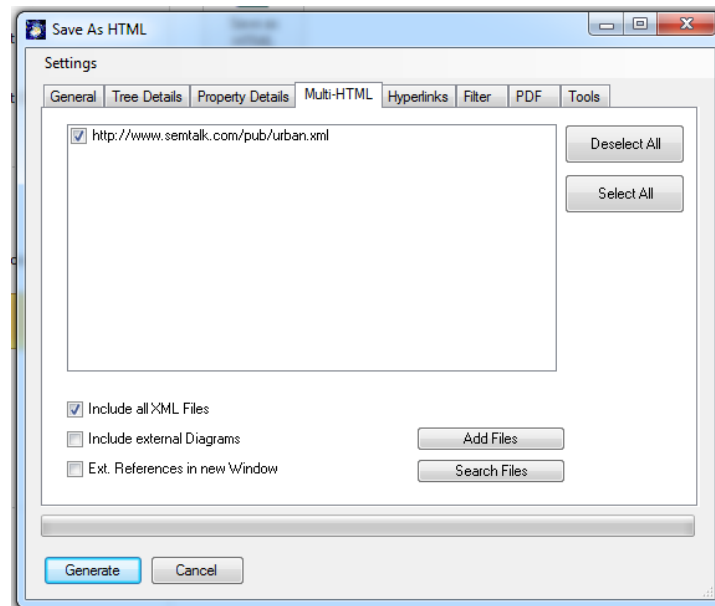 Save As HTML
Settings
General Tree Details Property Details Multi-HTML Hyperlinks Filter PDF Tools
http://www.semtalk.com/pub/urban.xml
Deselect All
Select All
Include all XML Files
Include external Diagrams
Add Files
Ext. References in new Window
Search Files
Generate Cancel